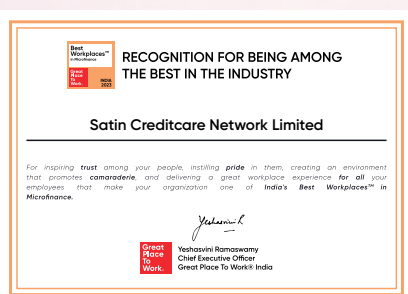 Best
Workplaces™
in Microfinance
Great
Place
To
Work.
INDIA
2023
RECOGNITION FOR BEING AMONG
THE BEST IN THE INDUSTRY
Satin Creditcare Network Limited
For inspiring trust among your people, instilling pride in them, creating an environment
that promotes camaraderie, and delivering a great workplace experience for all your
employees that make your organization one of India's Best Workplaces™ in
Microfinance.
Yeshasvini R
Great
Place
To
Work.
Yeshasvini Ramaswamy
Chief Executive Officer
Great Place To Work® India